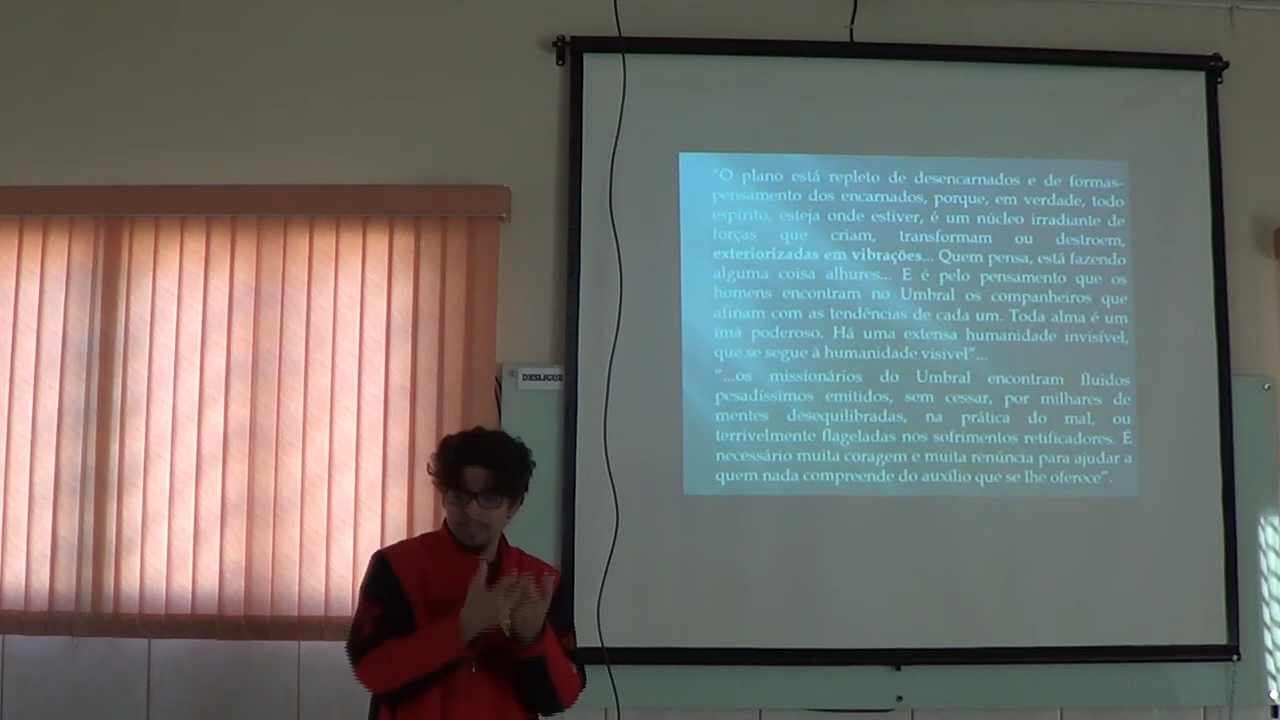 DESLIGUE
"O plano está repleto de desencarnados e de formas-
pensamento dos encarnados, porque, em verdade, todo
espírito, esteja onde estiver, é um núcleo irradiante de
forças que criam, transformam ou destroem,
exteriorizadas em vibrações... Quem pensa, está fazendo
alguma coisa alhures... E é pelo pensamento que os
homens encontram no Umbral os companheiros que
afinam com as tendências de cada um. Toda alma é um
imã poderoso. Há uma extensa humanidade invisível,
que se segue à humanidade visível"...
"...os missionários do Umbral encontram fluidos
pesadíssimos emitidos, sem cessar, por milhares de
mentes desequilibradas, na prática do mal, ou
terrivelmente flageladas nos sofrimentos retificadores. É
necessário muita coragem e muita renúncia para ajudar a
quem nada compreende do auxílio que se lhe oferece".